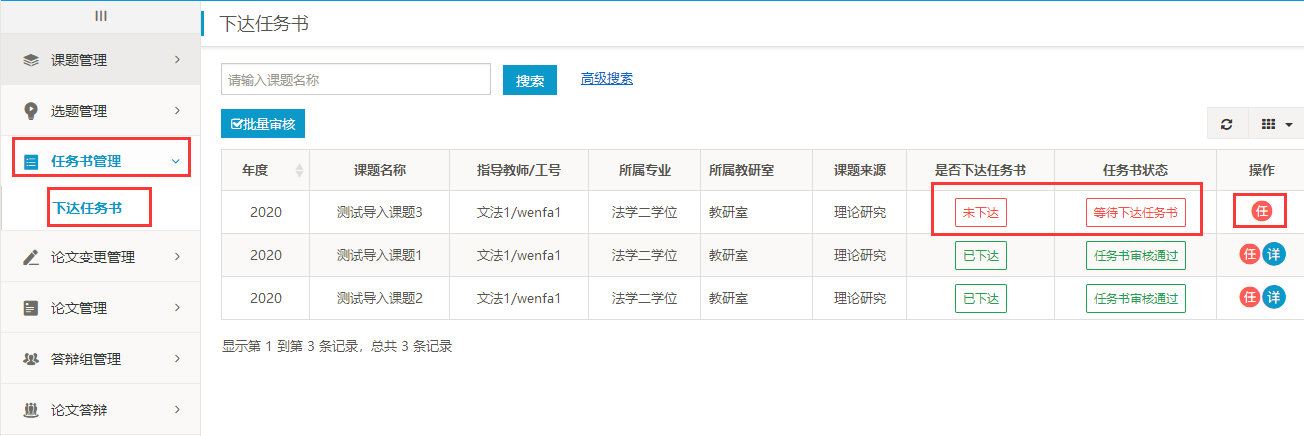 下达任务书
课题管理
选题管理
任务书管理
下达任务书
论文变更管理
论文管理
答辩组管理
论文答辩
请输入课题名称 搜索 高级搜索
批量审核
年度 课题名称 指导教师/工号 所属专业 所属教研室 课题来源 是否下达任务书 任务书状态 操作
2020 测试导入课题3 文法1/wenfa1 法学二学位 教研室 理论研究 未下达 等待下达任务书 任
2020 测试导入课题1 文法1/wenfa1 法学二学位 教研室 理论研究 已下达 任务书审核通过 任 详
2020 测试导入课题2 文法1/wenfa1 法学二学位 教研室 理论研究 已下达 任务书审核通过 任 详
显示第 1 到第 3 条记录，总共 3 条记录